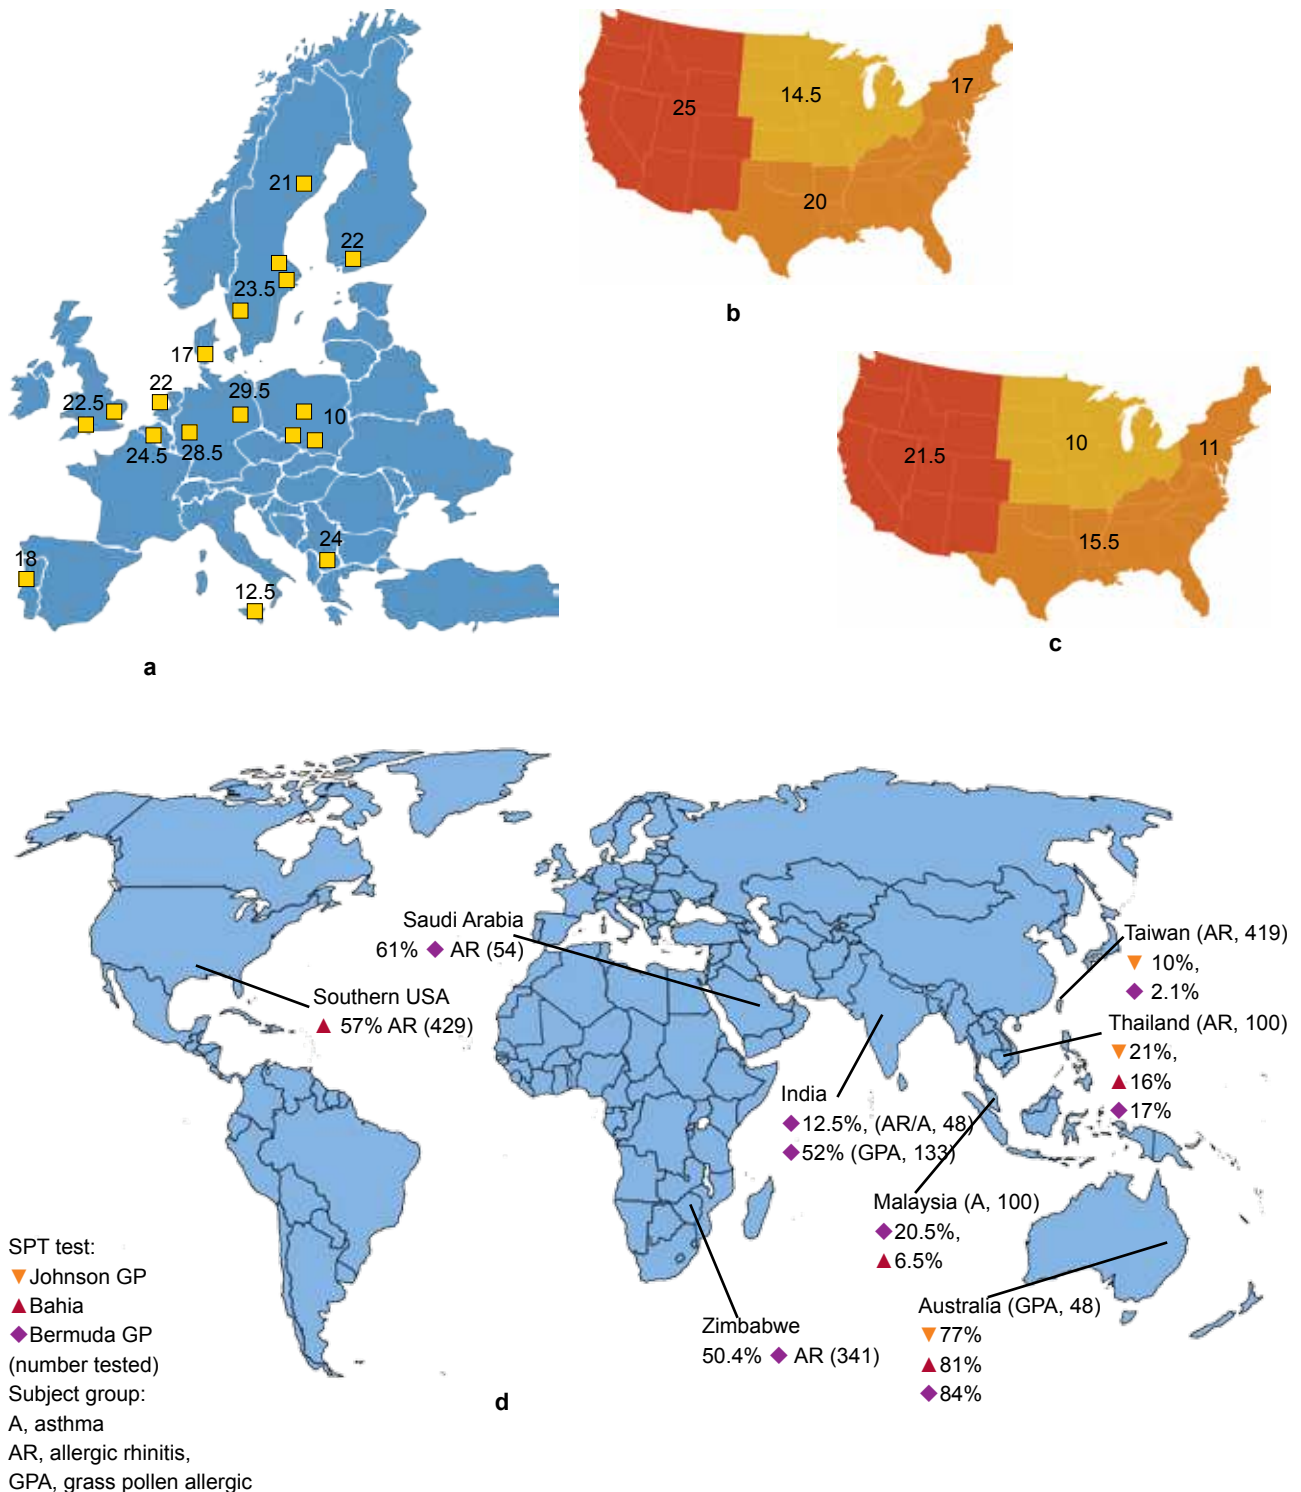 21
22
23.5
17
22
29.5
22.5
10
24.5
28.5
18
24
12.5
a
25
14.5
17
20
b
21.5
10
11
15.5
c
Saudi Arabia
61% AR (54)
Southern USA
57% AR (429)
Taiwan (AR, 419)
10%,
2.1%
Thailand (AR, 100)
21%,
16%
17%
India
12.5%, (AR/A, 48)
52% (GPA, 133)
Malaysia (A, 100)
20.5%,
6.5%
Australia (GPA, 48)
77%
81%
84%
Zimbabwe
50.4% AR (341)
SPT test:
Johnson GP
Bahia
Bermuda GP
(number tested)
Subject group:
A, asthma
AR, allergic rhinitis,
GPA, grass pollen allergic
d